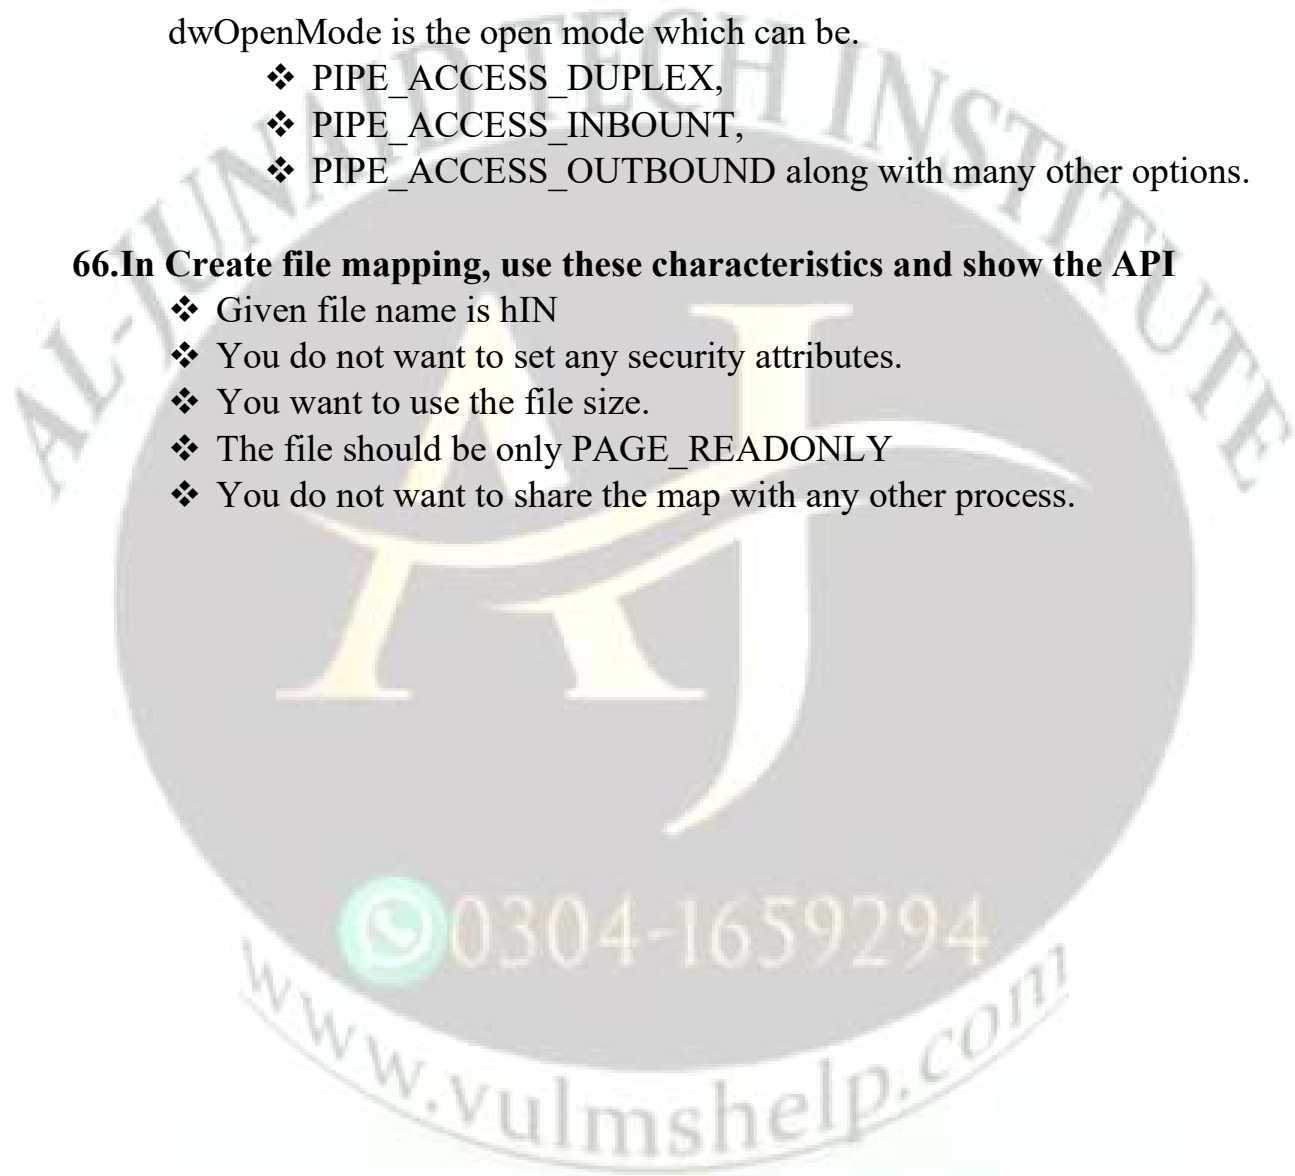 dwOpenMode is the open mode which can be.
❖ PIPE_ACCESS_DUPLEX,
❖ PIPE_ACCESS_INBOUNT,
❖ PIPE_ACCESS_OUTBOUND along with many other options.
66.In Create file mapping, use these characteristics and show the API
❖ Given file name is hIN
❖ You do not want to set any security attributes.
❖ You want to use the file size.
❖ The file should be only PAGE_READONLY
❖ You do not want to share the map with any other process.
AL-JUNAID TECH INSTITUTE
AJ
0304-1659294
www.vulmshelp.com